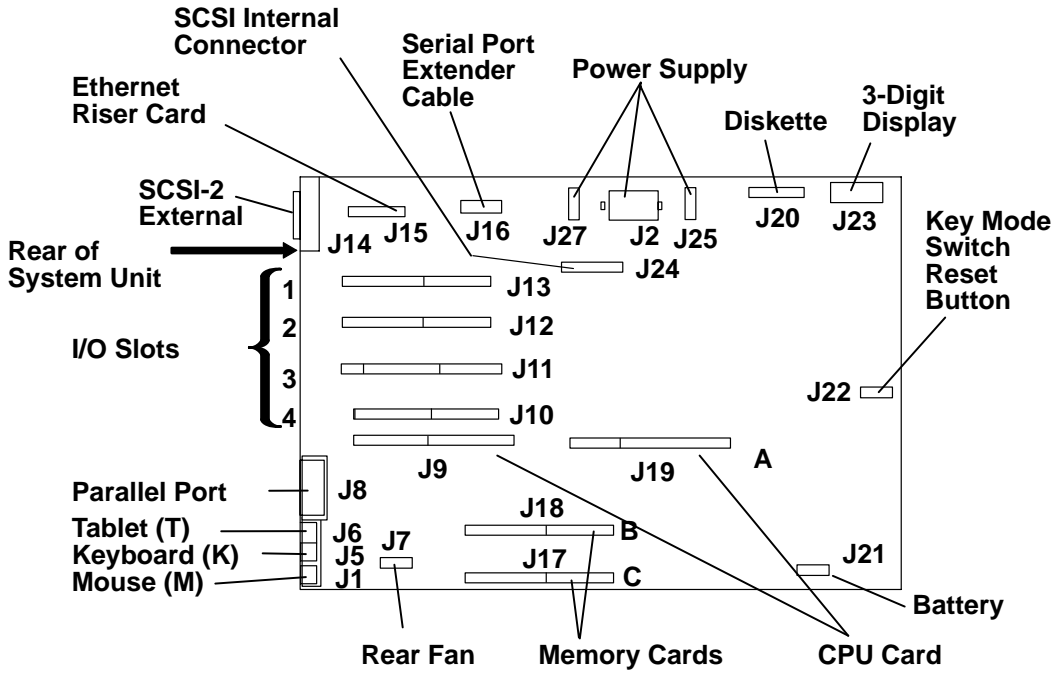 SCSI Internal
Connector
Serial Port
Extender
Cable
Power Supply
Ethernet
Riser Card
3-Digit
Display
Diskette
SCSI-2
External
J14
J15
J16
J27
J2
J25
J20
J23
Key Mode
Switch
Reset
Button
Rear of
System Unit
J24
1
J13
2
J12
I/O Slots
3
J11
J22
4
J10
J9
J19
A
Parallel Port
J8
J18
Tablet (T)
J6
B
Keyboard (K)
J5
J7
J17
J21
Mouse (M)
J1
C
Battery
Rear Fan
Memory Cards
CPU Card